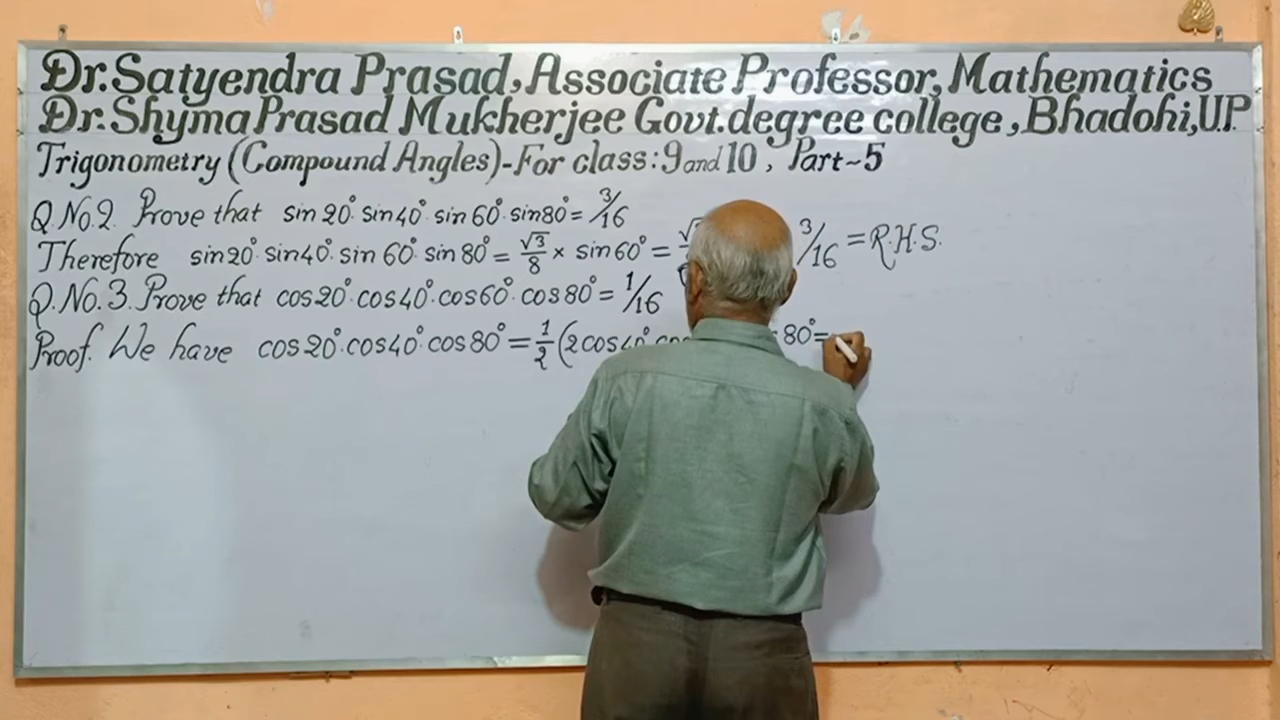 Dr. Satyendra Prasad, Associate Professor, Mathematics
Dr. Shyma Prasad Mukherjee Govt. degree college, Bhadohi, U.P
Trigonometry (Compound Angles)-For class: 9 and 10, Part-5
Q.No.2. Prove that sin 20°. sin 40°. sin 60°. sin 80° = 3/16
Therefore sin 20°. sin 40°. sin 60°. sin 80° = √3/8 × sin 60° = 3/16 = R.H.S.
Q.No.3. Prove that cos 20°. cos 40°. cos 60°. cos 80° = 1/16
Proof. We have cos 20°. cos 40°. cos 80° = 1/2 (2 cos 40° 80° =